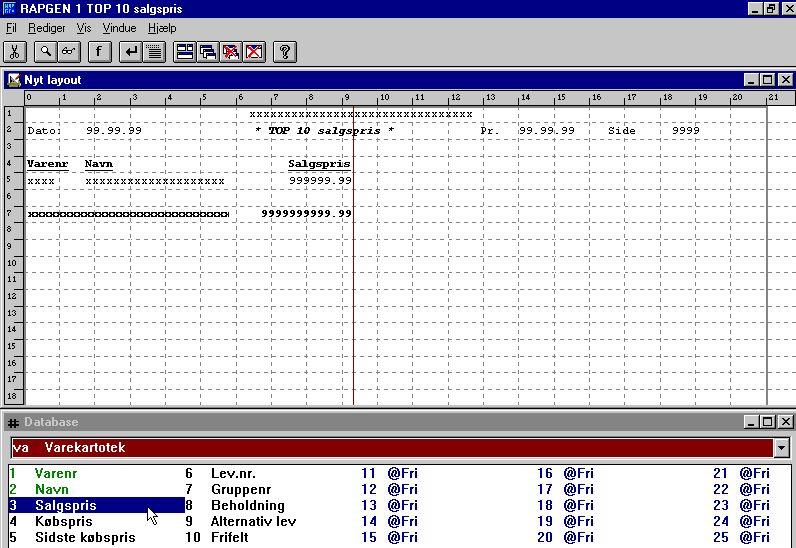 RAPGEN 1 TOP 10 salgspris
Fil Rediger Vis Vindue Hjælp
f ?
Nyt layout
0 1 2 3 4 5 6 7 8 9 10 11 12 13 14 15 16 17 18 19 20 21
1 xxxxxxxxxxxxxxxxxxxxxxxxxxxxxxxx
2 Dato: 99.99.99 * TOP 10 salgspris * Pr. 99.99.99 Side 9999
3
4 Varenr Navn Salgspris
5 xxxx xxxxxxxxxxxxxxxxxxxx 999999.99
6
7 xxxxxxxxxxxxxxxxxxxxxxxxxxxxx 9999999999.99
8
9
10
11
12
13
14
15
16
17
18
# Database
va Varekartotek
1 Varenr 6 Lev.nr. 11 @Fri 16 @Fri 21 @Fri
2 Navn 7 Gruppenr 12 @Fri 17 @Fri 22 @Fri
3 Salgspris 8 Beholdning 13 @Fri 18 @Fri 23 @Fri
4 Købspris 9 Alternativ lev 14 @Fri 19 @Fri 24 @Fri
5 Sidste købspris 10 Frifelt 15 @Fri 20 @Fri 25 @Fri